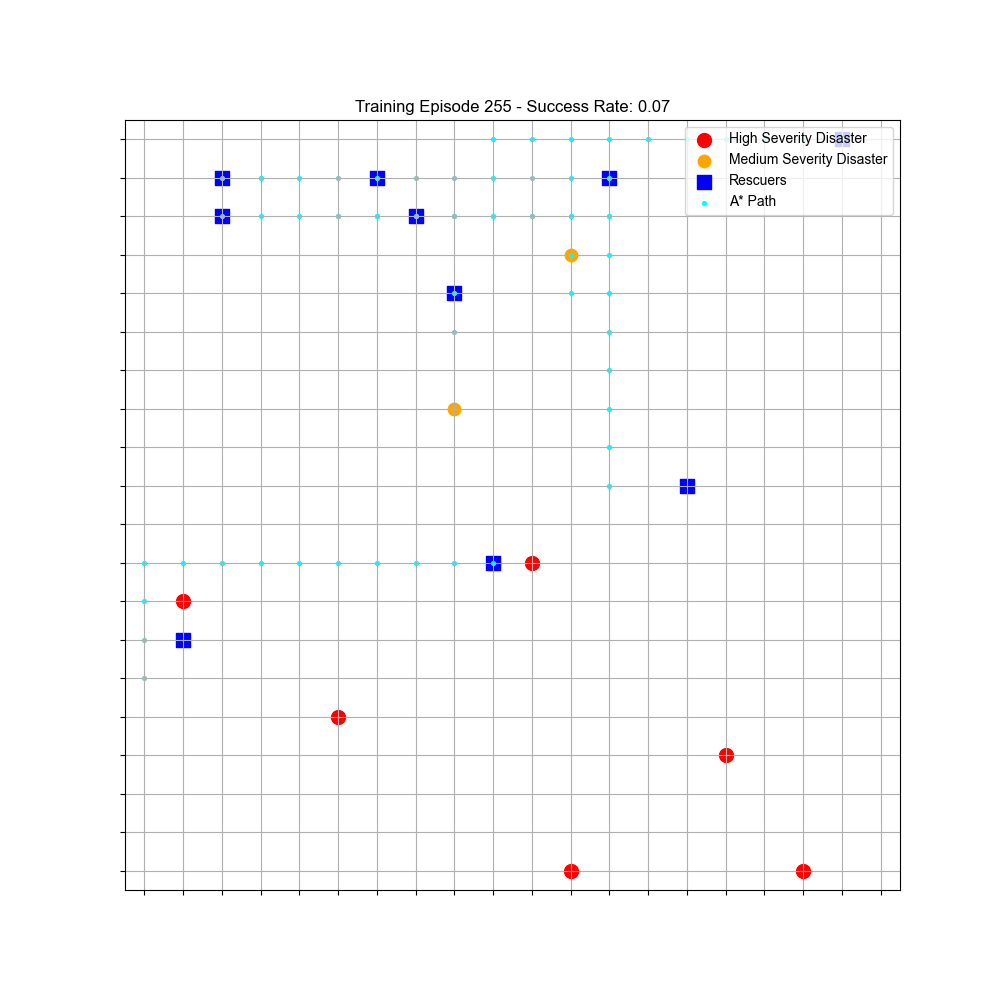 Training Episode 255 - Success Rate: 0.07
High Severity Disaster
Medium Severity Disaster
Rescuers
A* Path